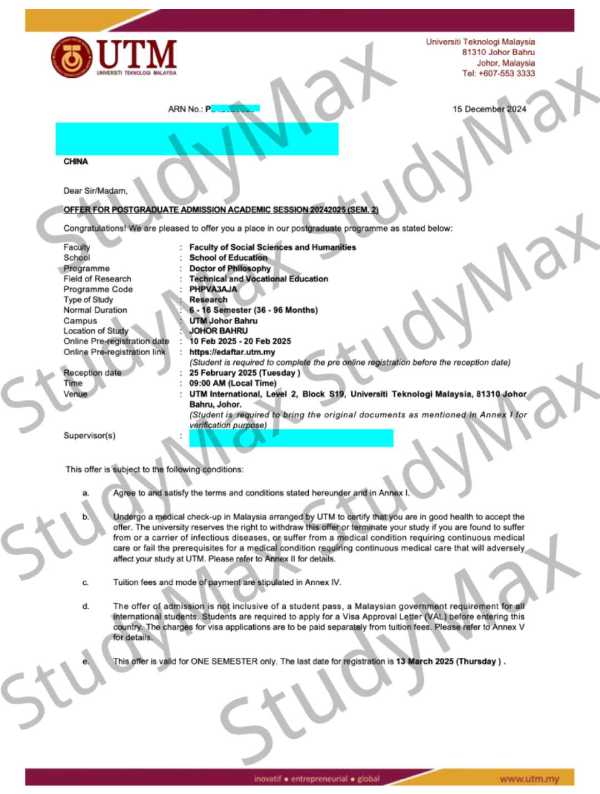 UTM
UNIVERSITI TEKNOLOGI MALAYSIA
Universiti Teknologi Malaysia
81310 Johor Bahru
Johor, Malaysia
Tel: +607-553 3333
ARN No.: P
15 December 2024
CHINA
Dear Sir/Madam,
OFFER FOR POSTGRADUATE ADMISSION ACADEMIC SESSION 20242025 (SEM. 2)
Congratulations! We are pleased to offer you a place in our postgraduate programme as stated below:
Faculty : Faculty of Social Sciences and Humanities
School : School of Education
Programme : Doctor of Philosophy
Field of Research : Technical and Vocational Education
Programme Code : PHPVA3AJA
Type of Study : Research
Normal Duration : 6 - 16 Semester (36 - 96 Months)
Campus : UTM Johor Bahru
Location of Study : JOHOR BAHRU
Online Pre-registration date : 10 Feb 2025 - 20 Feb 2025
Online Pre-registration link : https://edaftar.utm.my
(Student is required to complete the pre online registration before the reception date)
Reception date : 25 February 2025 (Tuesday )
Time : 09:00 AM (Local Time)
Venue : UTM International, Level 2, Block S19, Universiti Teknologi Malaysia, 81310 Johor
Bahru, Johor.
(Student is required to bring the original documents as mentioned in Annex I for
verification purpose)
Supervisor(s) :
This offer is subject to the following conditions:
a. Agree to and satisfy the terms and conditions stated hereunder and in Annex I.
b. Undergo a medical check-up in Malaysia arranged by UTM to certify that you are in good health to accept the
offer. The university reserves the right to withdraw this offer or terminate your study if you are found to suffer
from or a carrier of infectious diseases, or suffer from a medical condition requiring continuous medical
care or fail the prerequisites for a medical condition requiring continuous medical care that will adversely
affect your study at UTM. Please refer to Annex II for details.
c. Tuition fees and mode of payment are stipulated in Annex IV.
d. The offer of admission is not inclusive of a student pass, a Malaysian government requirement for all
international students. Students are required to apply for a Visa Approval Letter (VAL) before entering this
country. The charges for visa applications are to be paid separately from tuition fees. Please refer to Annex V
for details.
e. This offer is valid for ONE SEMESTER only. The last date for registration is 13 March 2025 (Thursday ) .
inovatif ● entrepreneurial ● global
www.utm.my
StudyMax StudyMax
StudyMax StudyMax
StudyMax StudyMax
StudyMax